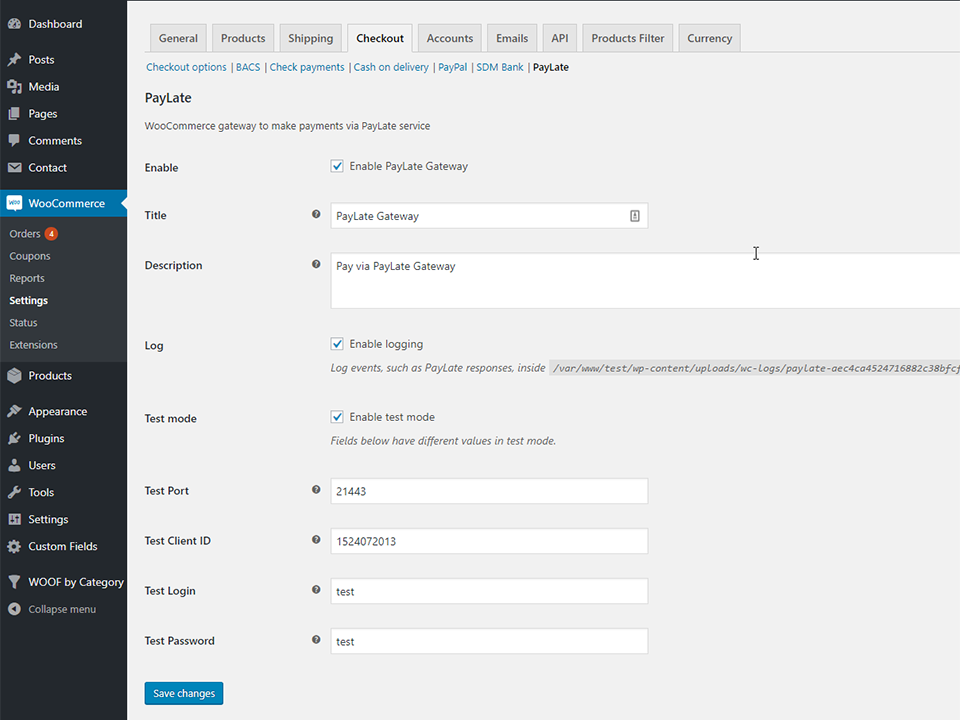 Dashboard
Posts
Media
Pages
Comments
Contact
WooCommerce
Orders 4
Coupons
Reports
Settings
Status
Extensions
Products
Appearance
Plugins
Users
Tools
Settings
Custom Fields
WOOF by Category
Collapse menu
General Products Shipping Checkout Accounts Emails API Products Filter Currency
Checkout options | BACS | Check payments | Cash on delivery | PayPal | SDM Bank | PayLate
PayLate
WooCommerce gateway to make payments via PayLate service
Enable Enable PayLate Gateway
Title PayLate Gateway
Description Pay via PayLate Gateway
Log Enable logging
Log events, such as PayLate responses, inside /var/www/test/wp-content/uploads/wc-logs/paylate-aec4ca4524716882c38bfcf
Test mode Enable test mode
Fields below have different values in test mode.
Test Port 21443
Test Client ID 1524072013
Test Login test
Test Password test
Save changes